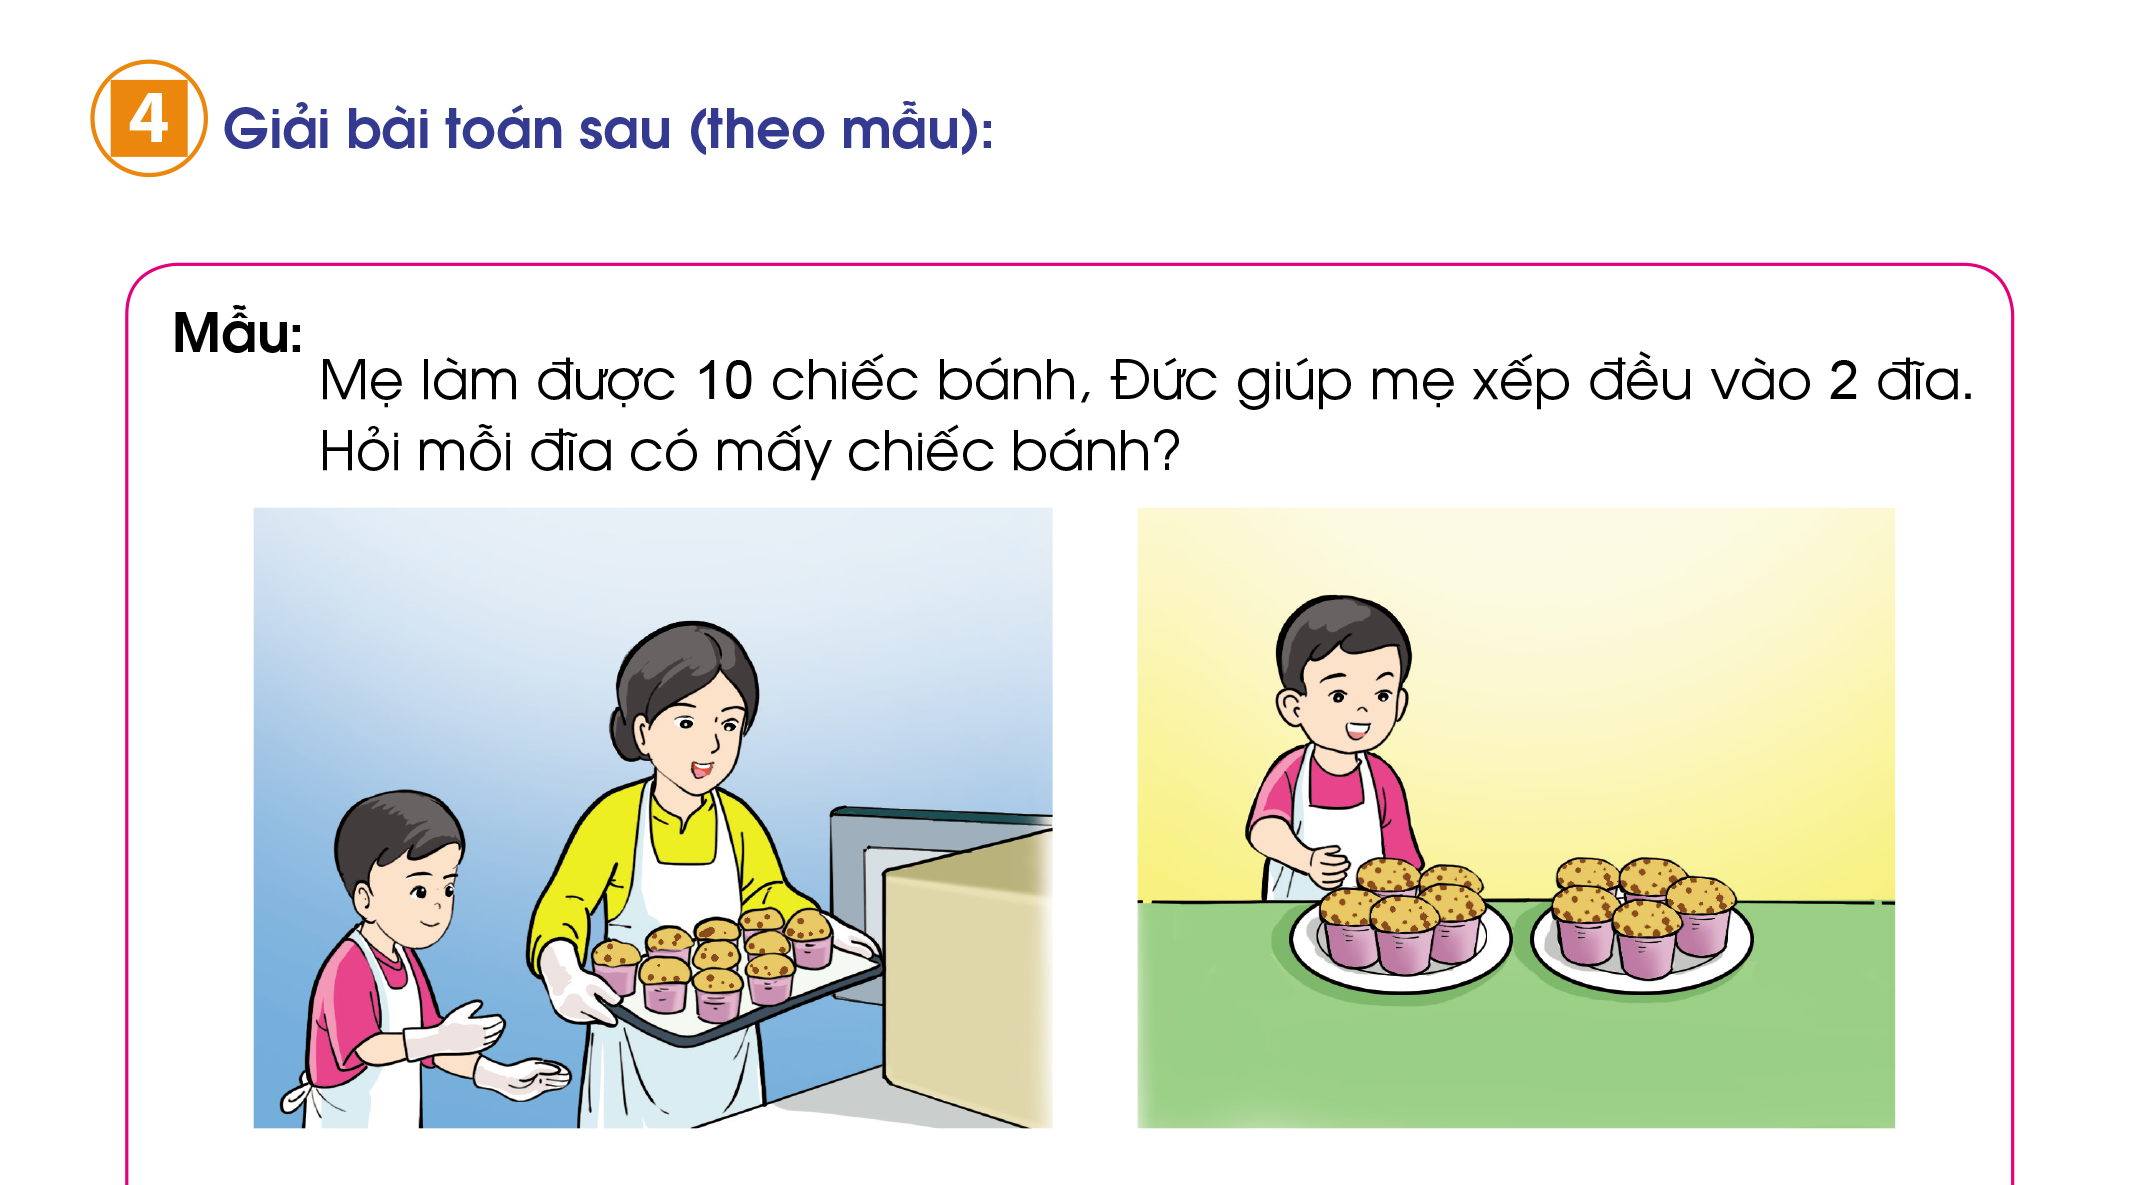 4 Giải bài toán sau (theo mẫu):
Mẫu:
Mẹ làm được 10 chiếc bánh, Đức giúp mẹ xếp đều vào 2 đĩa.
Hỏi mỗi đĩa có mấy chiếc bánh?